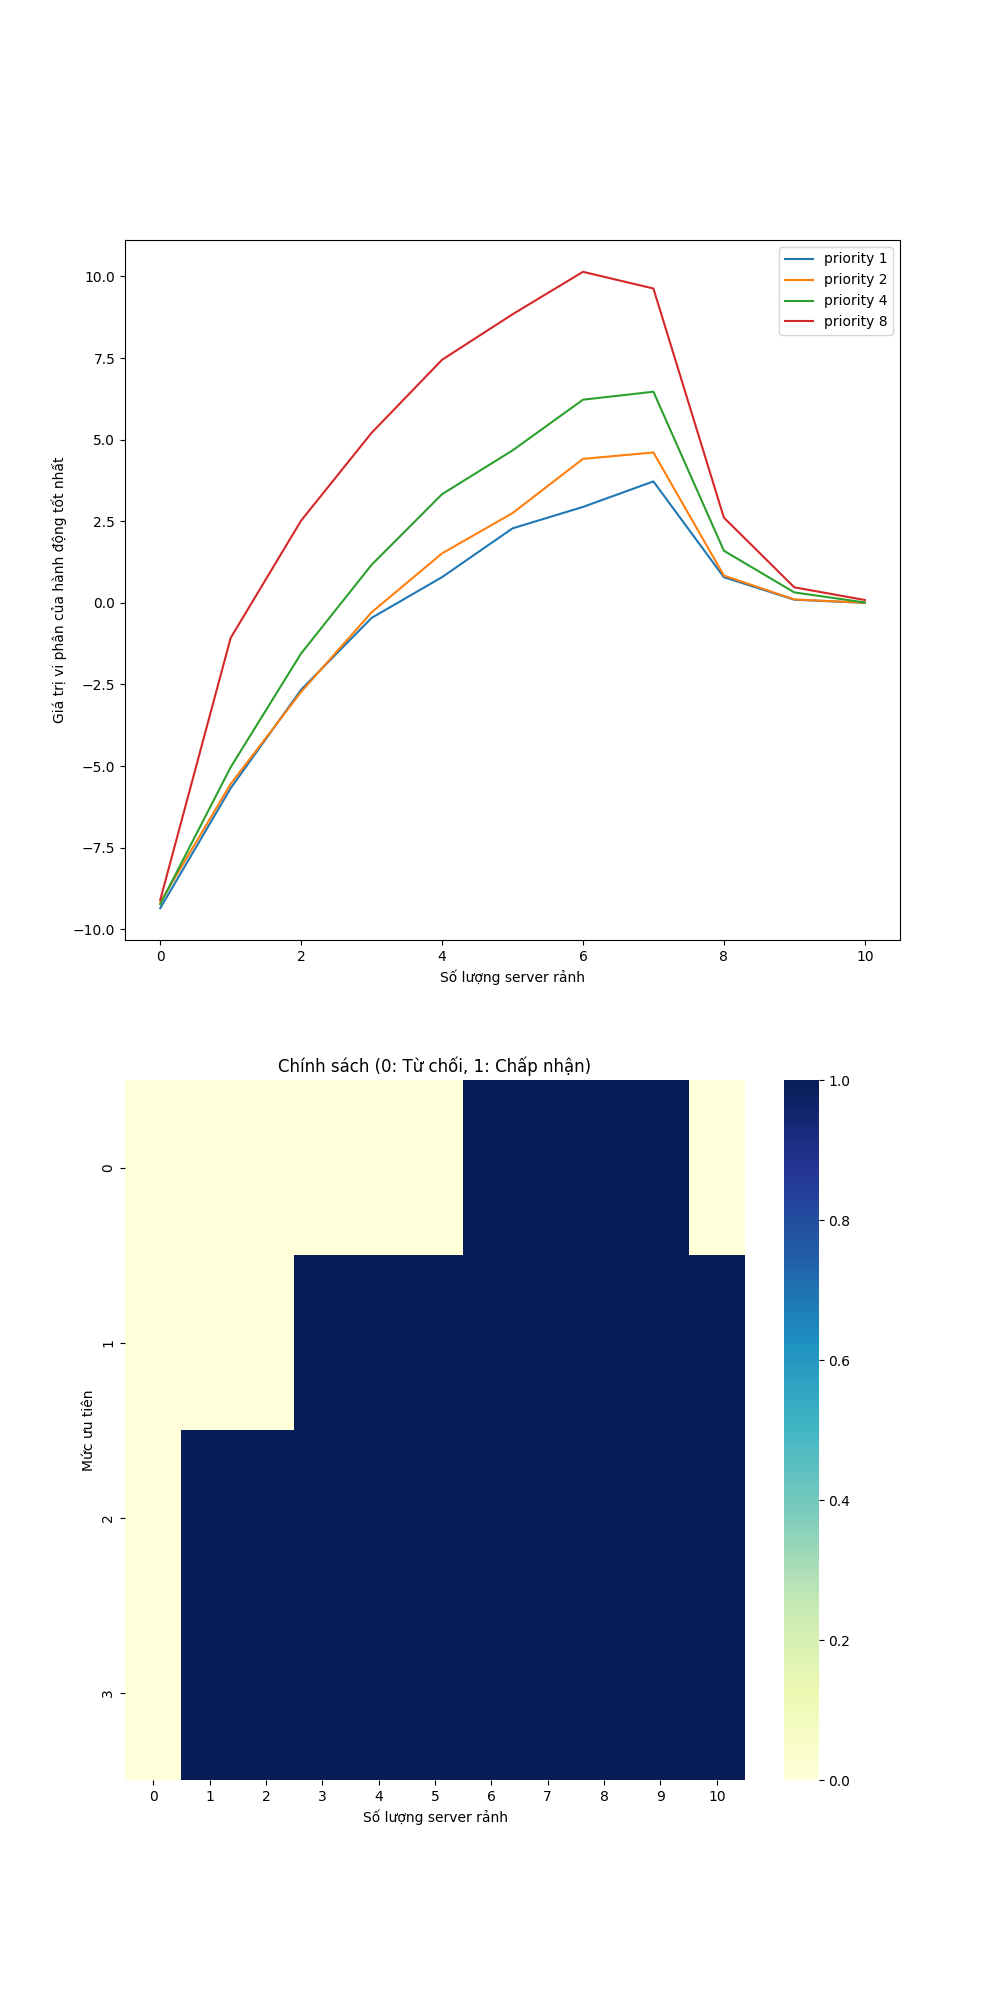 priority 1
priority 2
priority 4
priority 8
10.0
7.5
5.0
2.5
0.0
−2.5
−5.0
−7.5
−10.0
Giá trị vi phân của hành động tốt nhất
0 2 4 6 8 10
Số lượng server rảnh
Chính sách (0: Từ chối, 1: Chấp nhận)
0
1
2
3
Mức ưu tiên
0 1 2 3 4 5 6 7 8 9 10
Số lượng server rảnh
1.0
0.8
0.6
0.4
0.2
0.0